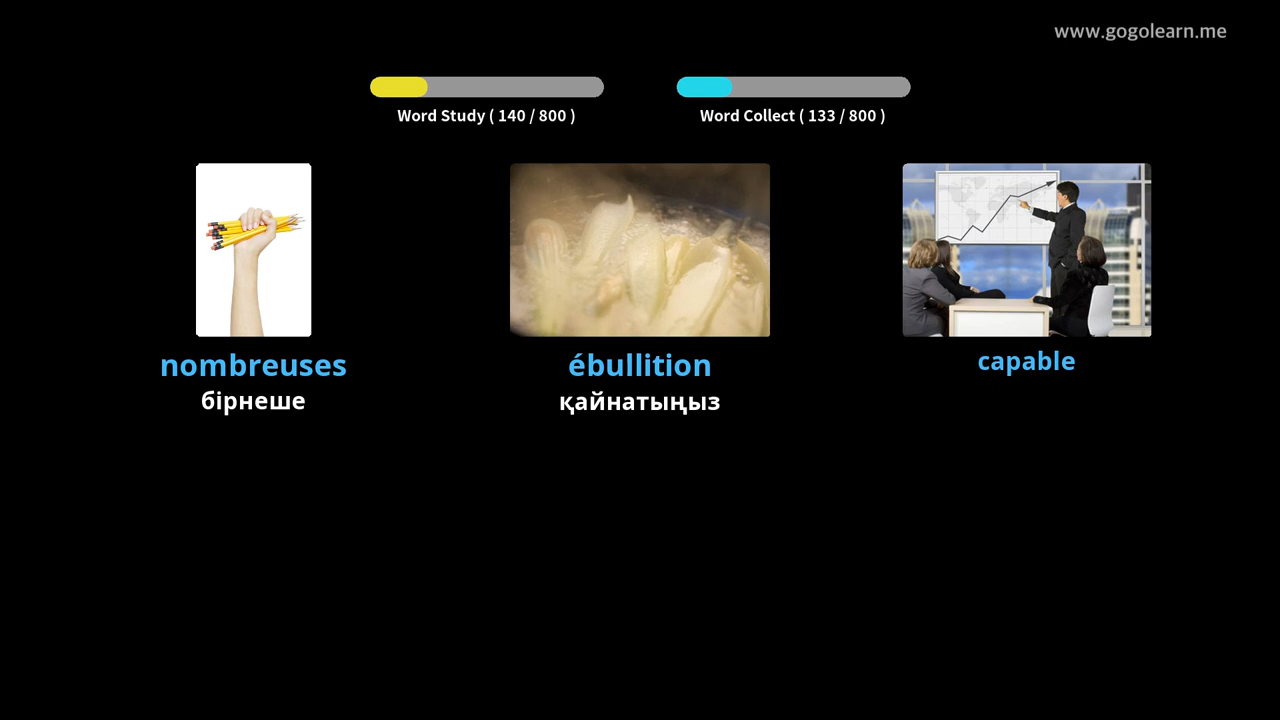 www.gogolearn.me
Word Study ( 140 / 800 )
Word Collect ( 133 / 800 )
nombreuses
бірнеше
ébullition
қайнатыңыз
capable